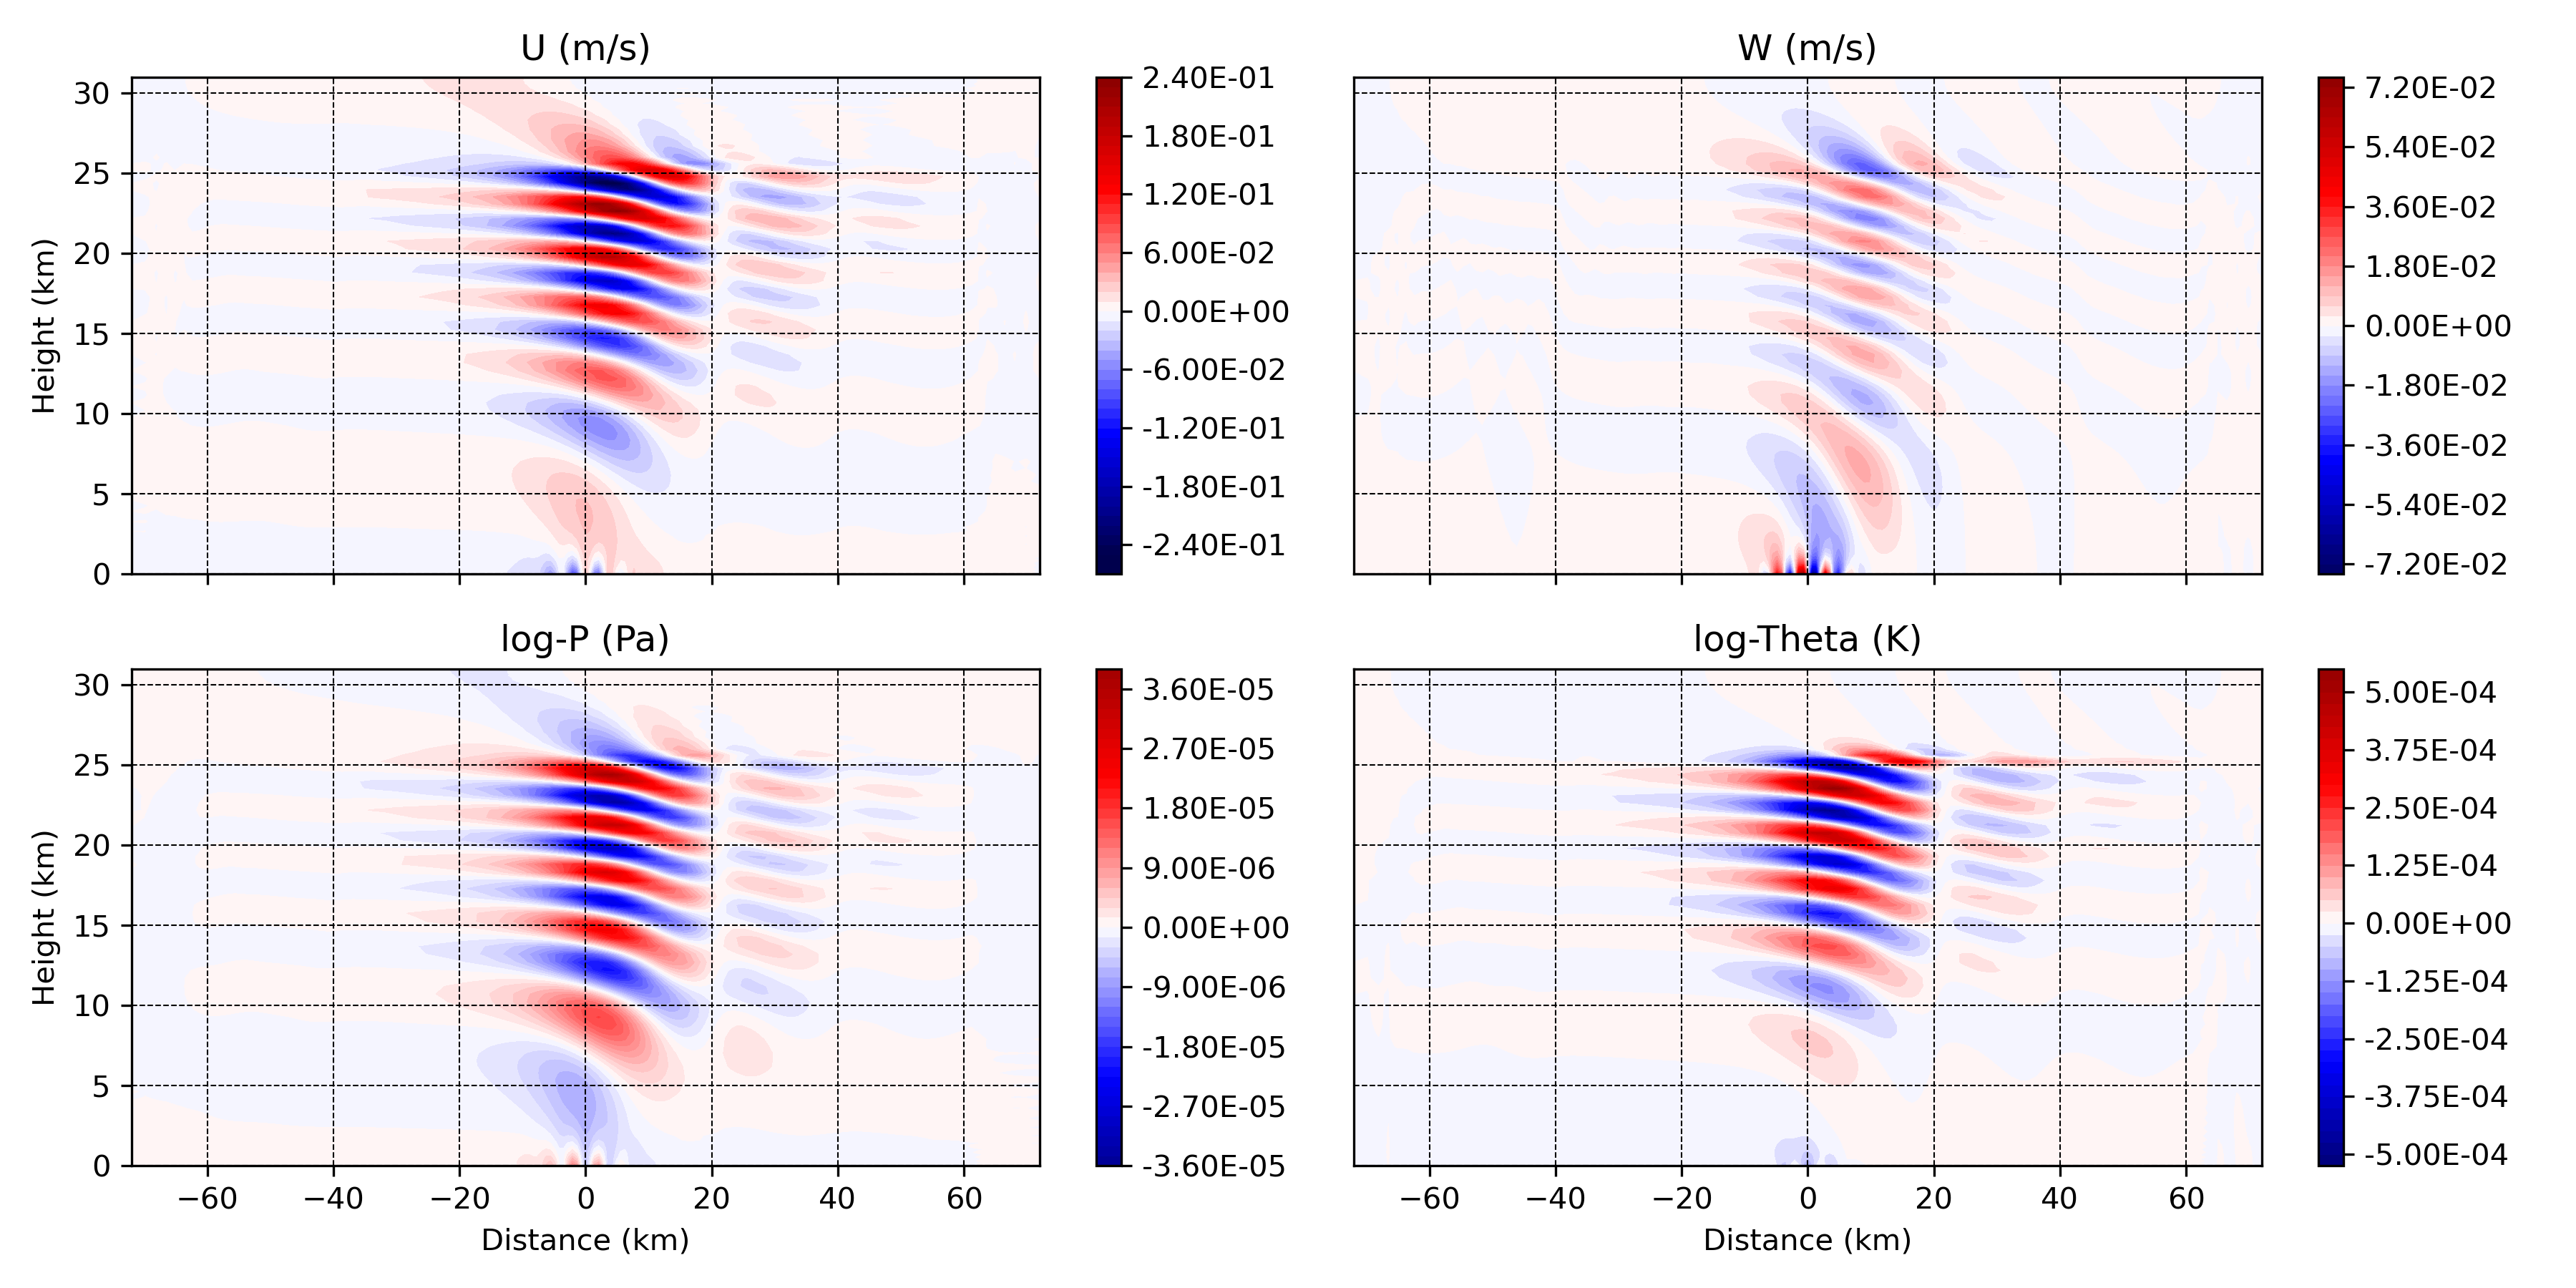 U (m/s)
Height (km)
30
25
20
15
10
5
0
2.40E-01
1.80E-01
1.20E-01
6.00E-02
0.00E+00
-6.00E-02
-1.20E-01
-1.80E-01
-2.40E-01
W (m/s)
7.20E-02
5.40E-02
3.60E-02
1.80E-02
0.00E+00
-1.80E-02
-3.60E-02
-5.40E-02
-7.20E-02
log-P (Pa)
Height (km)
30
25
20
15
10
5
0
−60 −40 −20 0 20 40 60
Distance (km)
3.60E-05
2.70E-05
1.80E-05
9.00E-06
0.00E+00
-9.00E-06
-1.80E-05
-2.70E-05
-3.60E-05
log-Theta (K)
−60 −40 −20 0 20 40 60
Distance (km)
5.00E-04
3.75E-04
2.50E-04
1.25E-04
0.00E+00
-1.25E-04
-2.50E-04
-3.75E-04
-5.00E-04